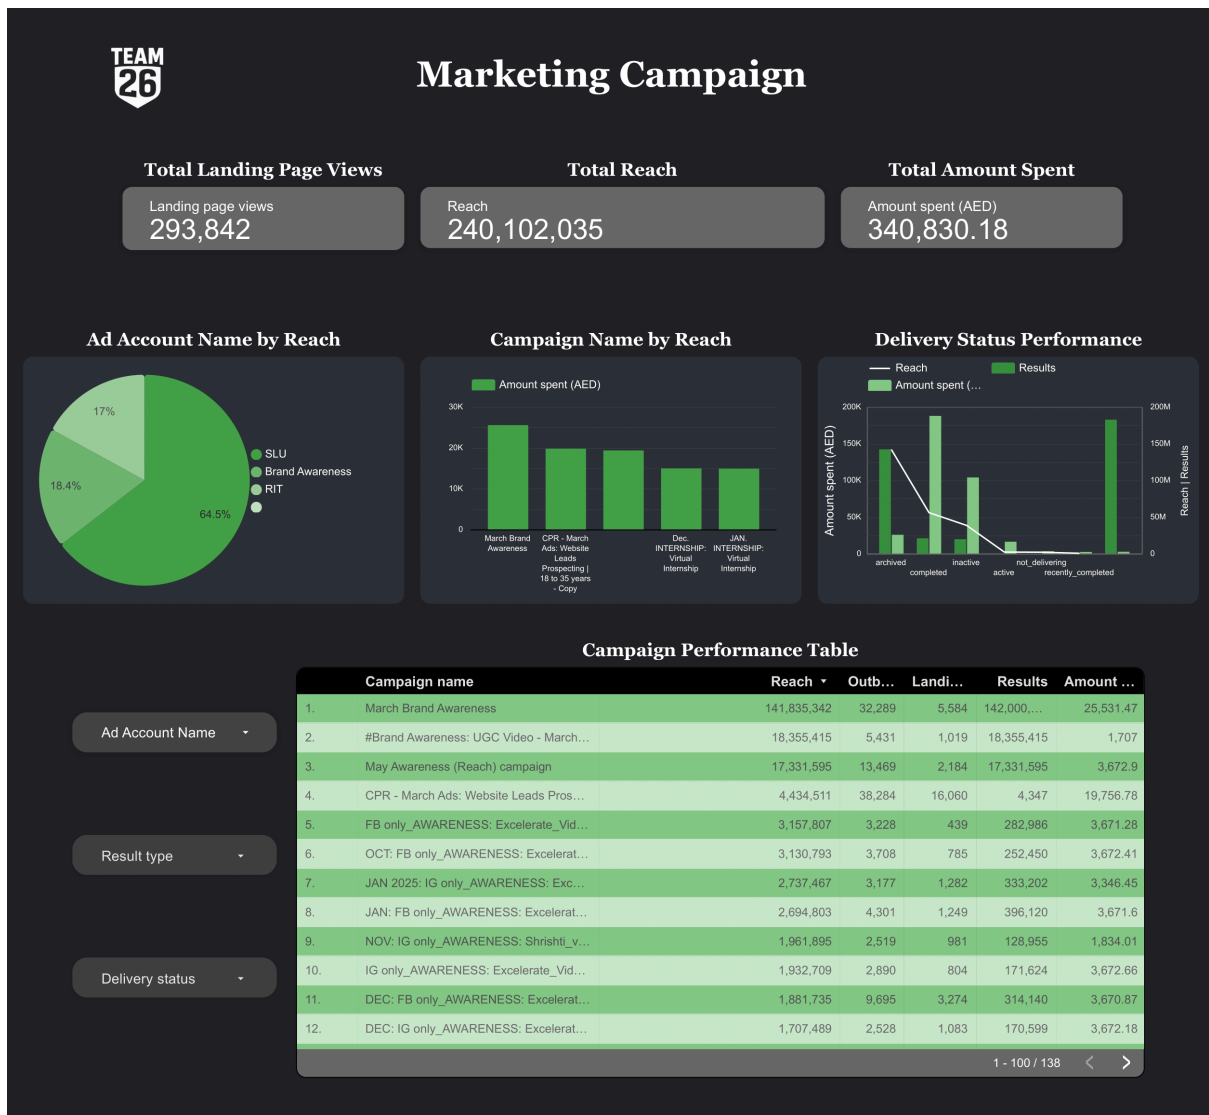 TEAM
26
Marketing Campaign
Total Landing Page Views
Total Reach
Total Amount Spent
Landing page views
293,842
Reach
240,102,035
Amount spent (AED)
340,830.18
Ad Account Name by Reach
Campaign Name by Reach
Delivery Status Performance
17%
18.4%
64.5%
SLU
Brand Awareness
RIT
Amount spent (AED)
30K
20K
10K
0
March Brand
Awareness
CPR - March
Ads: Website
Leads
Prospecting |
18 to 35 years
- Copy
Dec.
INTERNSHIP:
Virtual
Internship
JAN.
INTERNSHIP:
Virtual
Internship
Reach
Results
Amount spent (…
Amount spent (AED)
200K
150K
100K
50K
0
200M
150M
100M
50M
0
Reach | Results
archived
completed
inactive
active
not_delivering
recently_completed
Campaign Performance Table
Ad Account Name
Result type
Delivery status
Campaign name Reach Outb… Landi… Results Amount …
1. March Brand Awareness 141,835,342 32,289 5,584 142,000,… 25,531.47
2. #Brand Awareness: UGC Video - March… 18,355,415 5,431 1,019 18,355,415 1,707
3. May Awareness (Reach) campaign 17,331,595 13,469 2,184 17,331,595 3,672.9
4. CPR - March Ads: Website Leads Pros… 4,434,511 38,284 16,060 4,347 19,756.78
5. FB only_AWARENESS: Excelerate_Vid… 3,157,807 3,228 439 282,986 3,671.28
6. OCT: FB only_AWARENESS: Excelerat… 3,130,793 3,708 785 252,450 3,672.41
7. JAN 2025: IG only_AWARENESS: Exc… 2,737,467 3,177 1,282 333,202 3,346.45
8. JAN: FB only_AWARENESS: Excelerat… 2,694,803 4,301 1,249 396,120 3,671.6
9. NOV: IG only_AWARENESS: Shrishti_v… 1,961,895 2,519 981 128,955 1,834.01
10. IG only_AWARENESS: Excelerate_Vid… 1,932,709 2,890 804 171,624 3,672.66
11. DEC: FB only_AWARENESS: Excelerat… 1,881,735 9,695 3,274 314,140 3,670.87
12. DEC: IG only_AWARENESS: Excelerat… 1,707,489 2,528 1,083 170,599 3,672.18
1 - 100 / 138